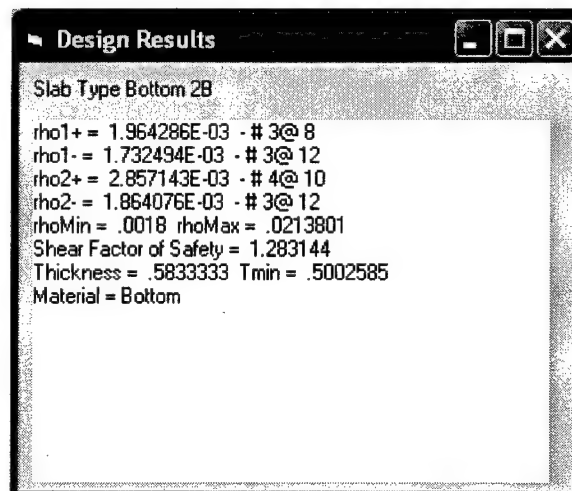 Design Results
Slab Type Bottom 2B
rho1+ = 1.964286E-03 - # 3@ 8
rho1- = 1.732494E-03 - # 3@ 12
rho2+ = 2.857143E-03 - # 4@ 10
rho2- = 1.864076E-03 - # 3@ 12
rhoMin = .0018 rhoMax = .0213801
Shear Factor of Safety = 1.283144
Thickness = .5833333 Tmin = .5002585
Material = Bottom